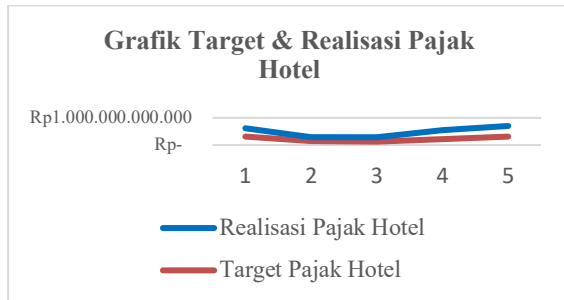 Grafik Target & Realisasi Pajak
Hotel
Rp1.000.000.000.000
Rp-
1 2 3 4 5
Realisasi Pajak Hotel
Target Pajak Hotel